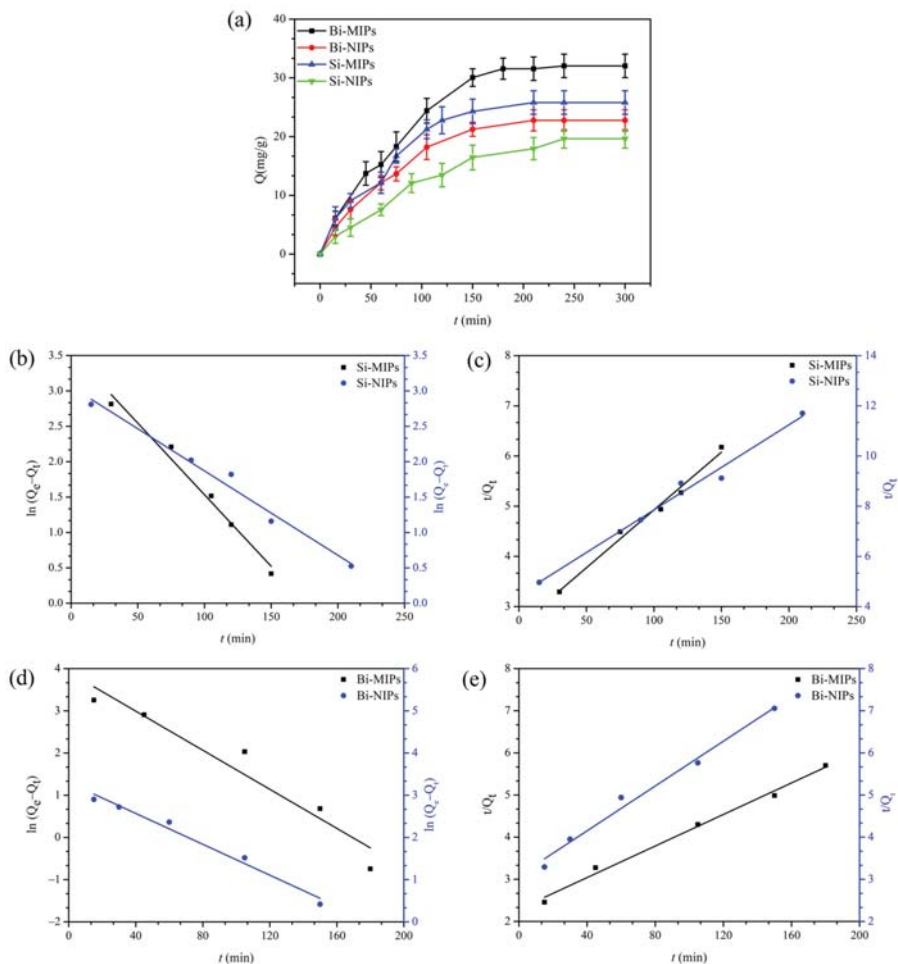 (a)
Bi-MIPs
Bi-NIPs
Si-MIPs
Si-NIPs
Q(mg/g)
40
30
20
10
0
0 50 100 150 200 250 300
t (min)
(b)
Si-MIPs
Si-NIPs
ln (Qe–Qt)
3.5
3.0
2.5
2.0
1.5
1.0
0.5
0.0
3.5
3.0
2.5
2.0
1.5
1.0
0.5
0.0
ln (Qe–Qt)
0 50 100 150 200 250
t (min)
(c)
Si-MIPs
Si-NIPs
t/Qt
8
7
6
5
4
3
14
12
10
8
6
4
t/Qt
0 50 100 150 200 250
t (min)
(d)
Bi-MIPs
Bi-NIPs
ln (Qe–Qt)
4
3
2
1
0
–1
–2
6
5
4
3
2
1
0
ln (Qe–Qt)
0 40 80 120 160 200
t (min)
(e)
Bi-MIPs
Bi-NIPs
t/Qt
8
7
6
5
4
3
2
8
7
6
5
4
3
2
t/Qt
0 40 80 120 160 200
t (min)